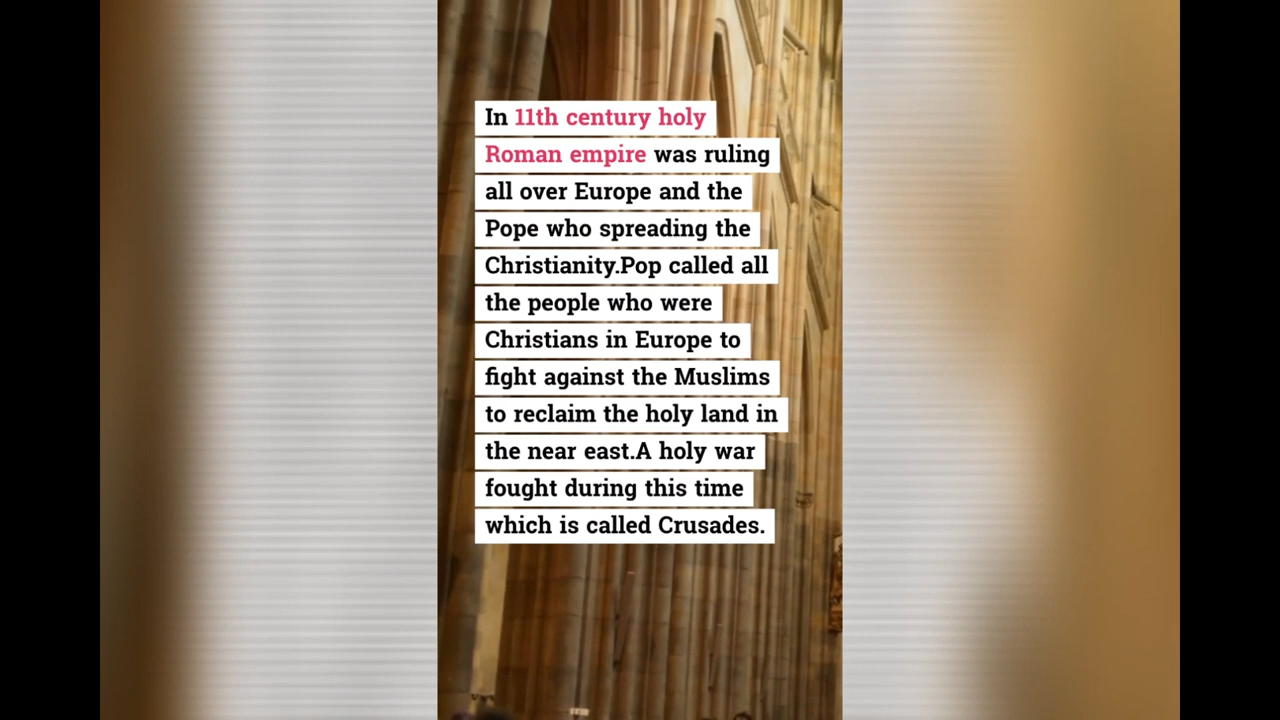 In 11th century holy
Roman empire was ruling
all over Europe and the
Pope who spreading the
Christianity.Pop called all
the people who were
Christians in Europe to
fight against the Muslims
to reclaim the holy land in
the near east.A holy war
fought during this time
which is called Crusades.